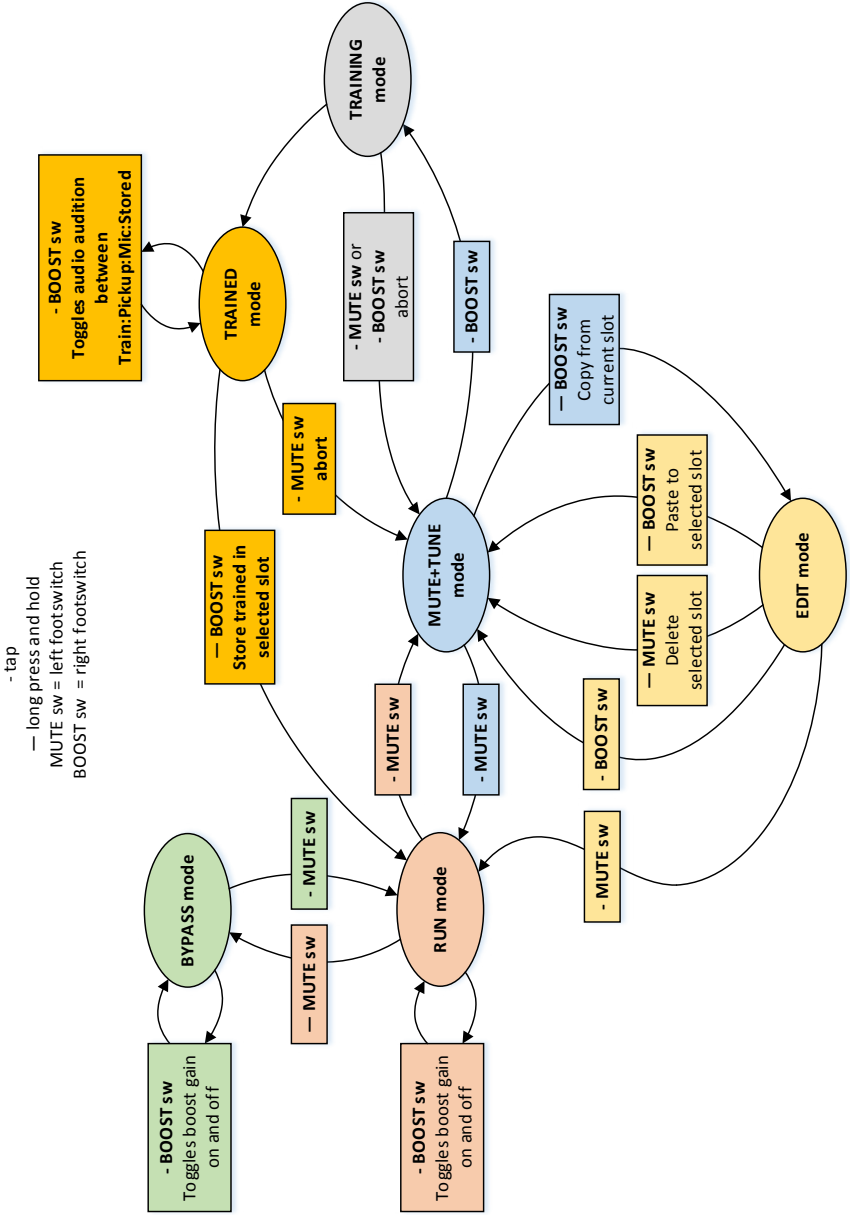 - tap
— long press and hold
MUTE sw = left footswitch
BOOST sw = right footswitch
- BOOST sw
Toggles boost gain
on and off
BYPASS mode
— MUTE sw
- MUTE sw
- BOOST sw
Toggles boost gain
on and off
RUN mode
— BOOST sw
Store trained in
selected slot
- MUTE sw
abort
TRAINED
mode
- BOOST sw
Toggles audio audition
between
Train:Pickup:Mic:Stored
TRAINING
mode
- MUTE sw or
- BOOST sw
abort
- BOOST sw
- MUTE sw
- MUTE sw
MUTE+TUNE
mode
— BOOST sw
Copy from
current slot
— BOOST sw
Paste to
selected slot
— MUTE sw
Delete
selected slot
- BOOST sw
- MUTE sw
EDIT mode